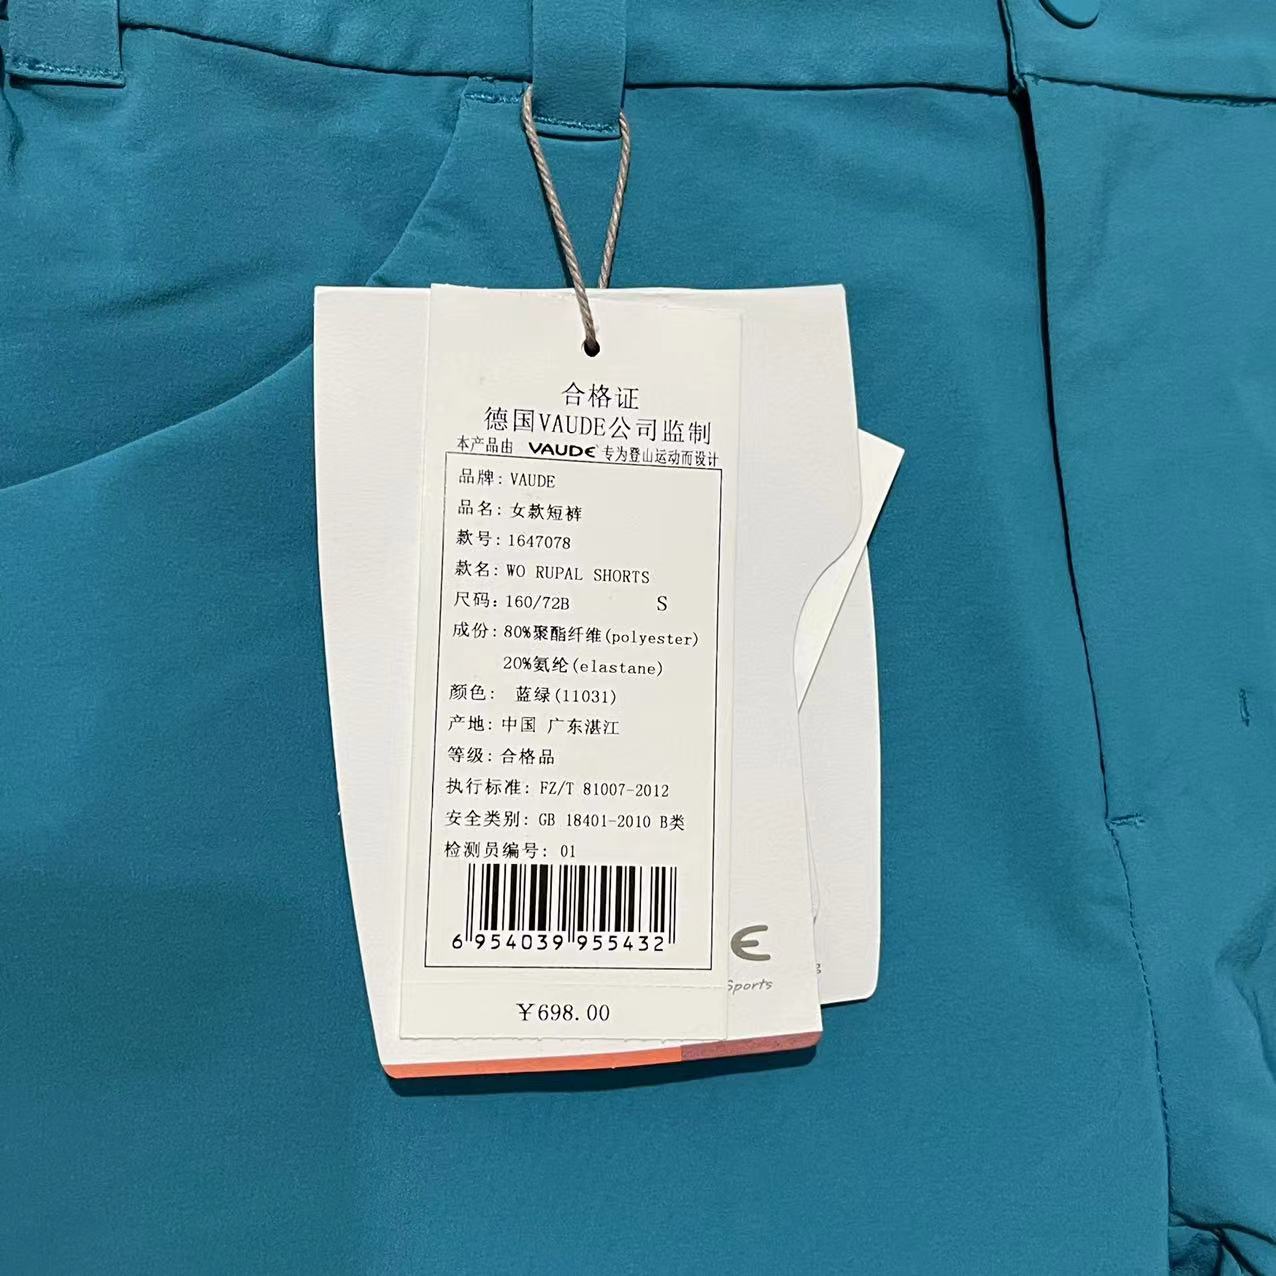 合格证
德国VAUDE公司监制
本产品由 VAUDE 专为登山运动而设计
品牌: VAUDE
品名: 女款短裤
款号: 1647078
款名: WO RUPAL SHORTS
尺码: 160/72B S
成份: 80%聚酯纤维(polyester)
20%氨纶(elastane)
颜色: 蓝绿(11031)
产地: 中国 广东湛江
等级: 合格品
执行标准: FZ/T 81007-2012
安全类别: GB 18401-2010 B类
检测员编号: 01
6 954039 955432
¥698.00
Sports